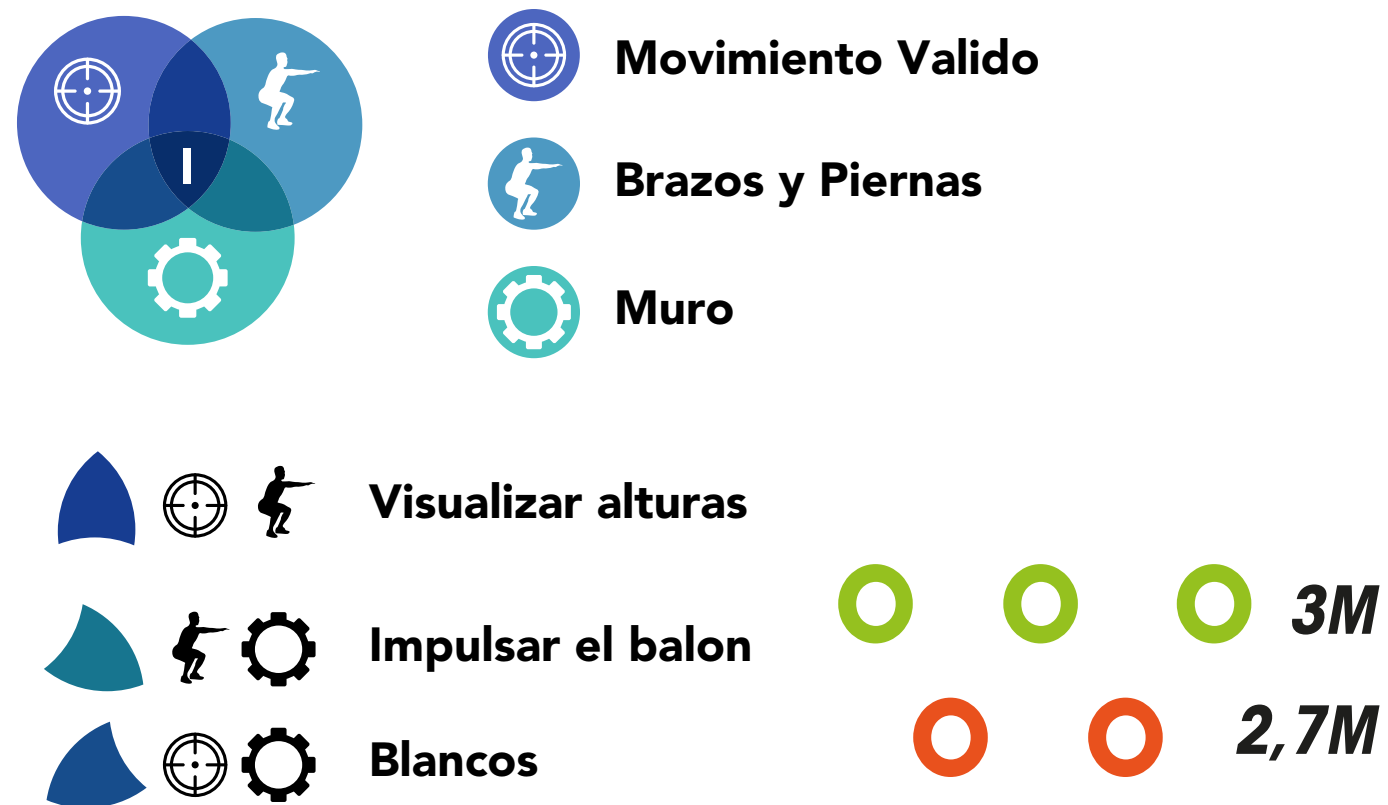 I
Movimiento Valido
Brazos y Piernas
Muro
Visualizar alturas
Impulsar el balon
Blancos
3M
2,7M